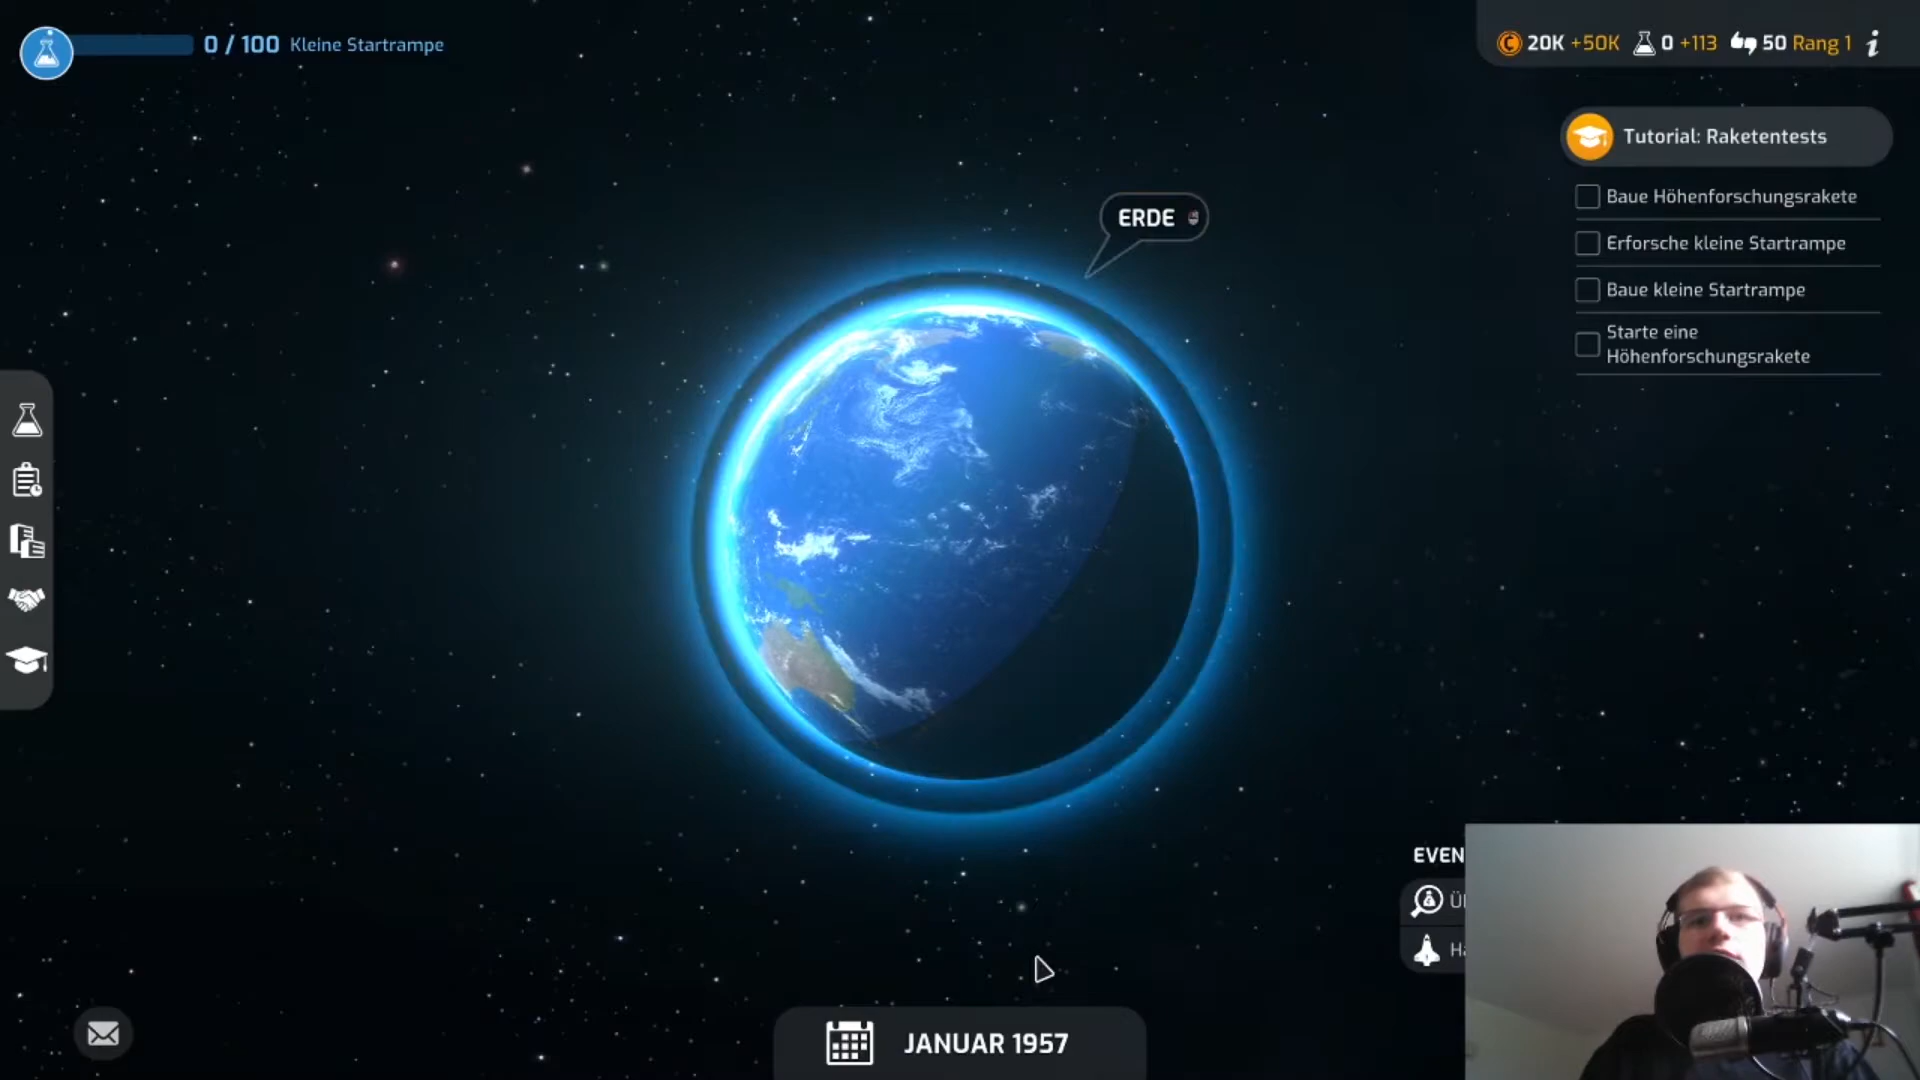 0 / 100 Kleine Startrampe
20K +50K 0 +113 50 Rang 1
Tutorial: Raketentests
Baue Höhenforschungsrakete
Erforsche kleine Startrampe
Baue kleine Startrampe
Starte eine
Höhenforschungsrakete
ERDE
JANUAR 1957